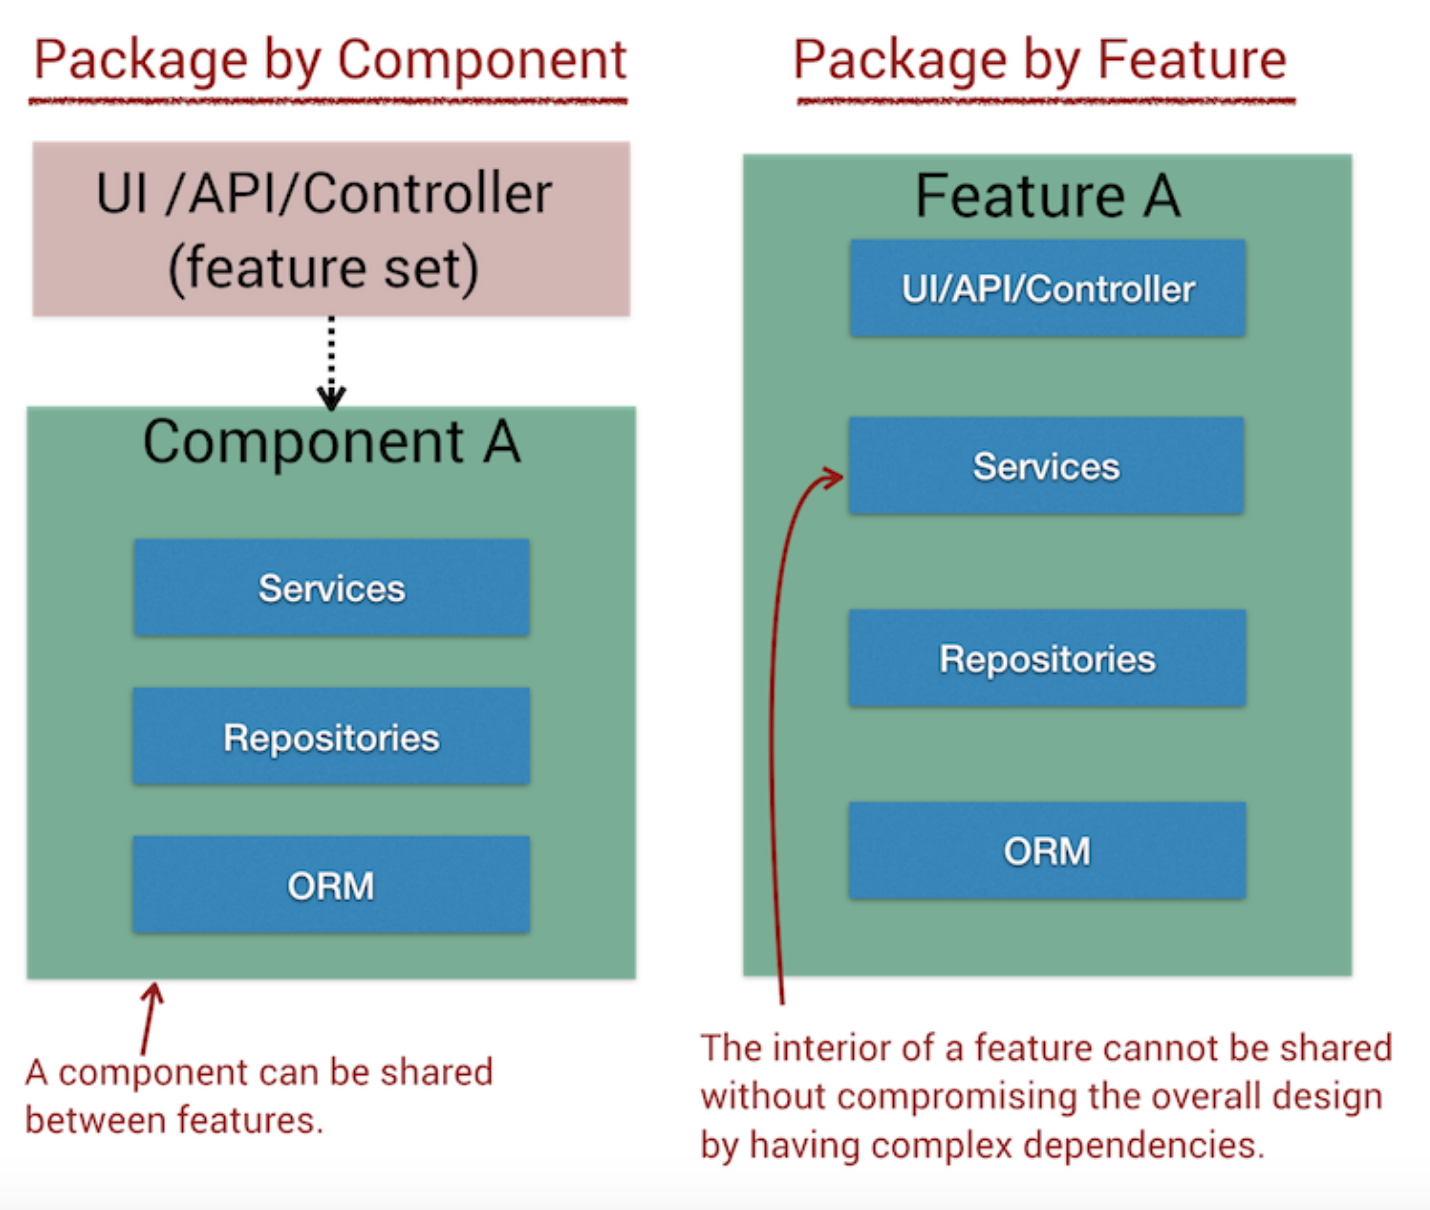 Package by Component
UI /API/Controller
(feature set)
Component A
Services
Repositories
ORM
A component can be shared
between features.
Package by Feature
Feature A
UI/API/Controller
Services
Repositories
ORM
The interior of a feature cannot be shared
without compromising the overall design
by having complex dependencies.